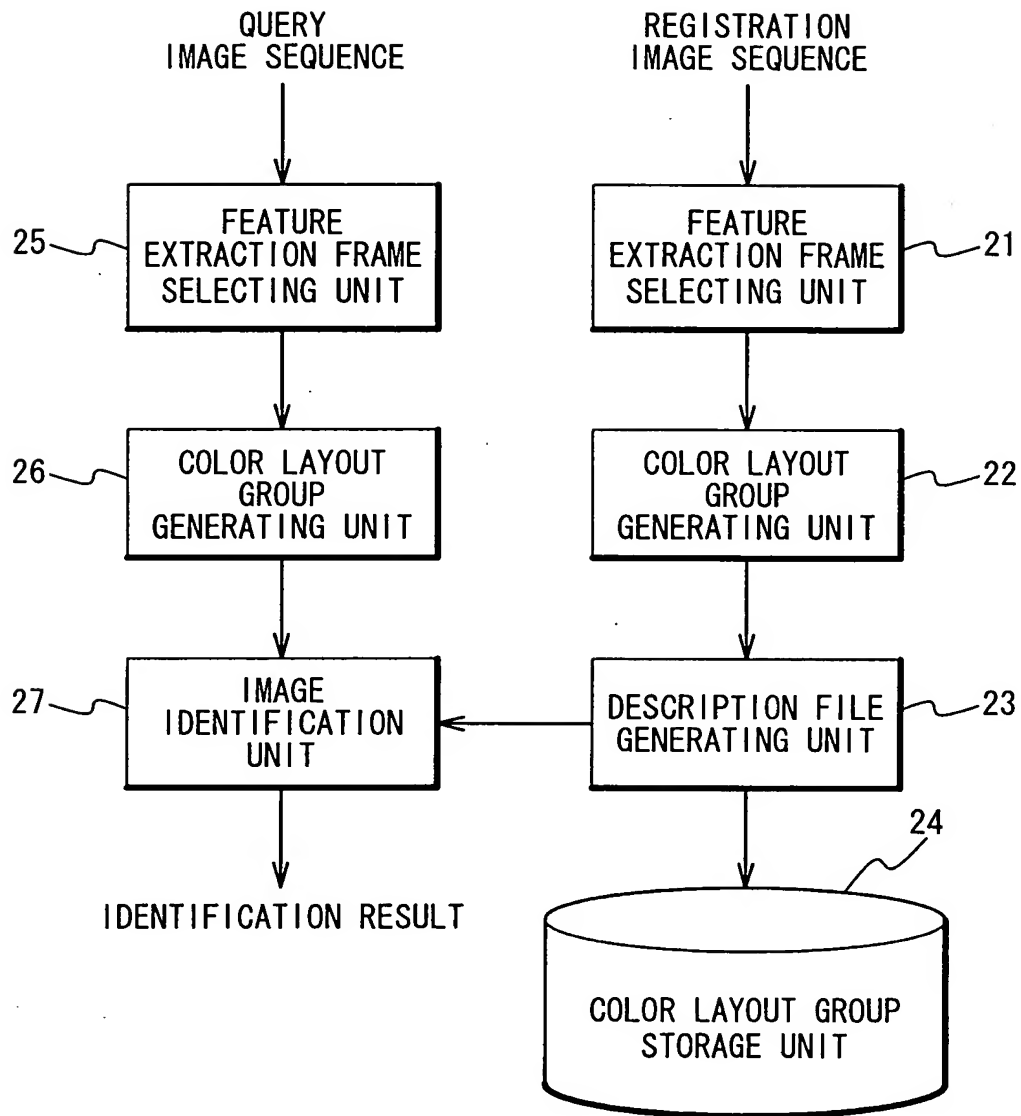 QUERY
IMAGE SEQUENCE
REGISTRATION
IMAGE SEQUENCE
25
FEATURE
EXTRACTION FRAME
SELECTING UNIT
FEATURE
EXTRACTION FRAME
SELECTING UNIT
21
26
COLOR LAYOUT
GROUP
GENERATING UNIT
COLOR LAYOUT
GROUP
GENERATING UNIT
22
27
IMAGE
IDENTIFICATION
UNIT
DESCRIPTION FILE
GENERATING UNIT
23
24
IDENTIFICATION RESULT
COLOR LAYOUT GROUP
STORAGE UNIT